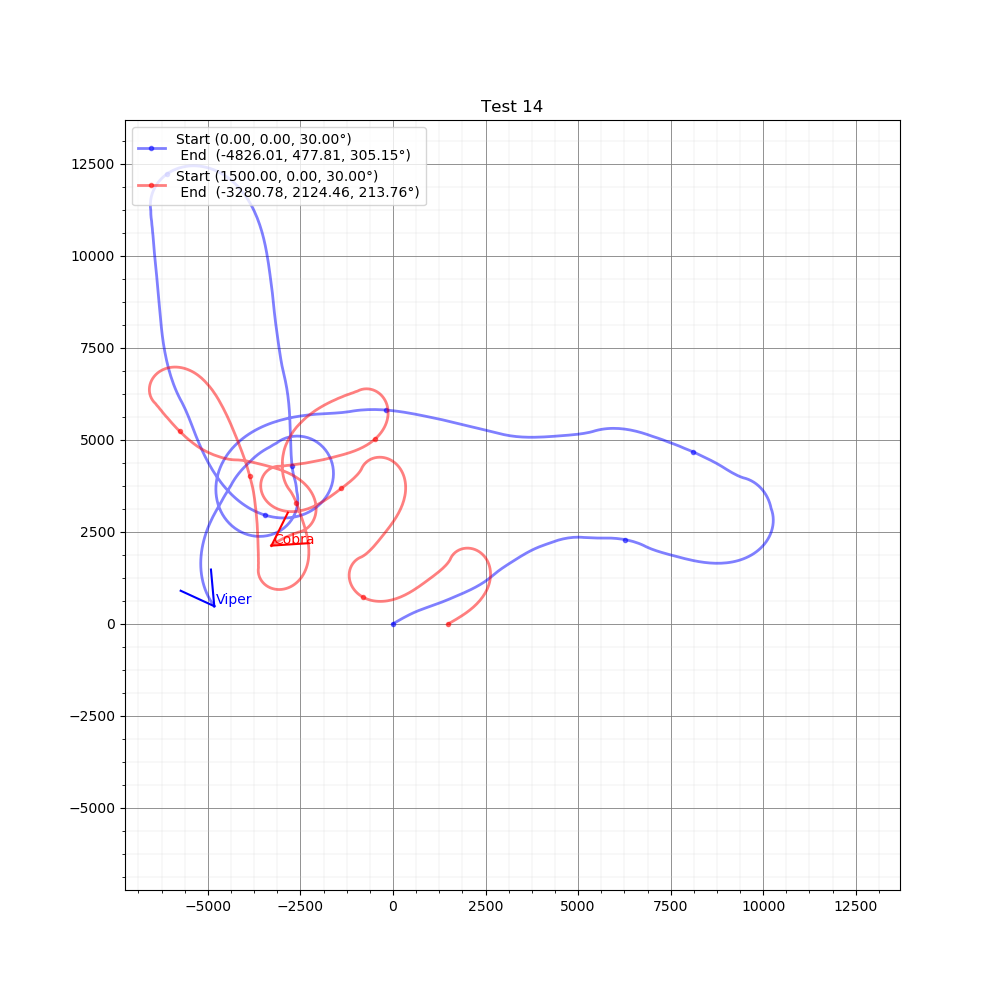 Test 14
Start (0.00, 0.00, 30.00°)
End (-4826.01, 477.81, 305.15°)
Start (1500.00, 0.00, 30.00°)
End (-3280.78, 2124.46, 213.76°)
12500
10000
7500
5000
2500
0
−2500
−5000
Cobra
Viper
−5000 −2500 0 2500 5000 7500 10000 12500